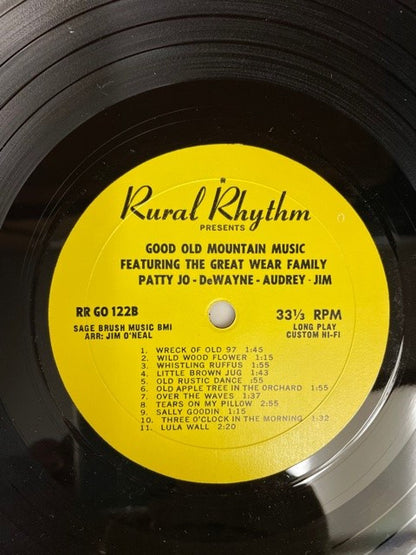 Rural Rhythm
PRESENTS
GOOD OLD MOUNTAIN MUSIC
FEATURING THE GREAT WEAR FAMILY
PATTY JO - DeWAYNE - AUDREY - JIM
RR GO 122B
SAGE BRUSH MUSIC BMI
ARR: JIM O'NEAL
33⅓ RPM
LONG PLAY
CUSTOM HI-FI
1. WRECK OF OLD 97 1:45
2. WILD WOOD FLOWER 1:15
3. WHISTLING RUFFUS :55
4. LITTLE BROWN JUG 1:43
5. OLD RUSTIC DANCE :55
6. OLD APPLE TREE IN THE ORCHARD :55
7. OVER THE WAVES 1:17
8. TEARS ON MY PILLOW 2:55
9. SALLY GOODIN 1:15
10. THREE O'CLOCK IN THE MORNING 1:32
11. LULA WALL 2:20